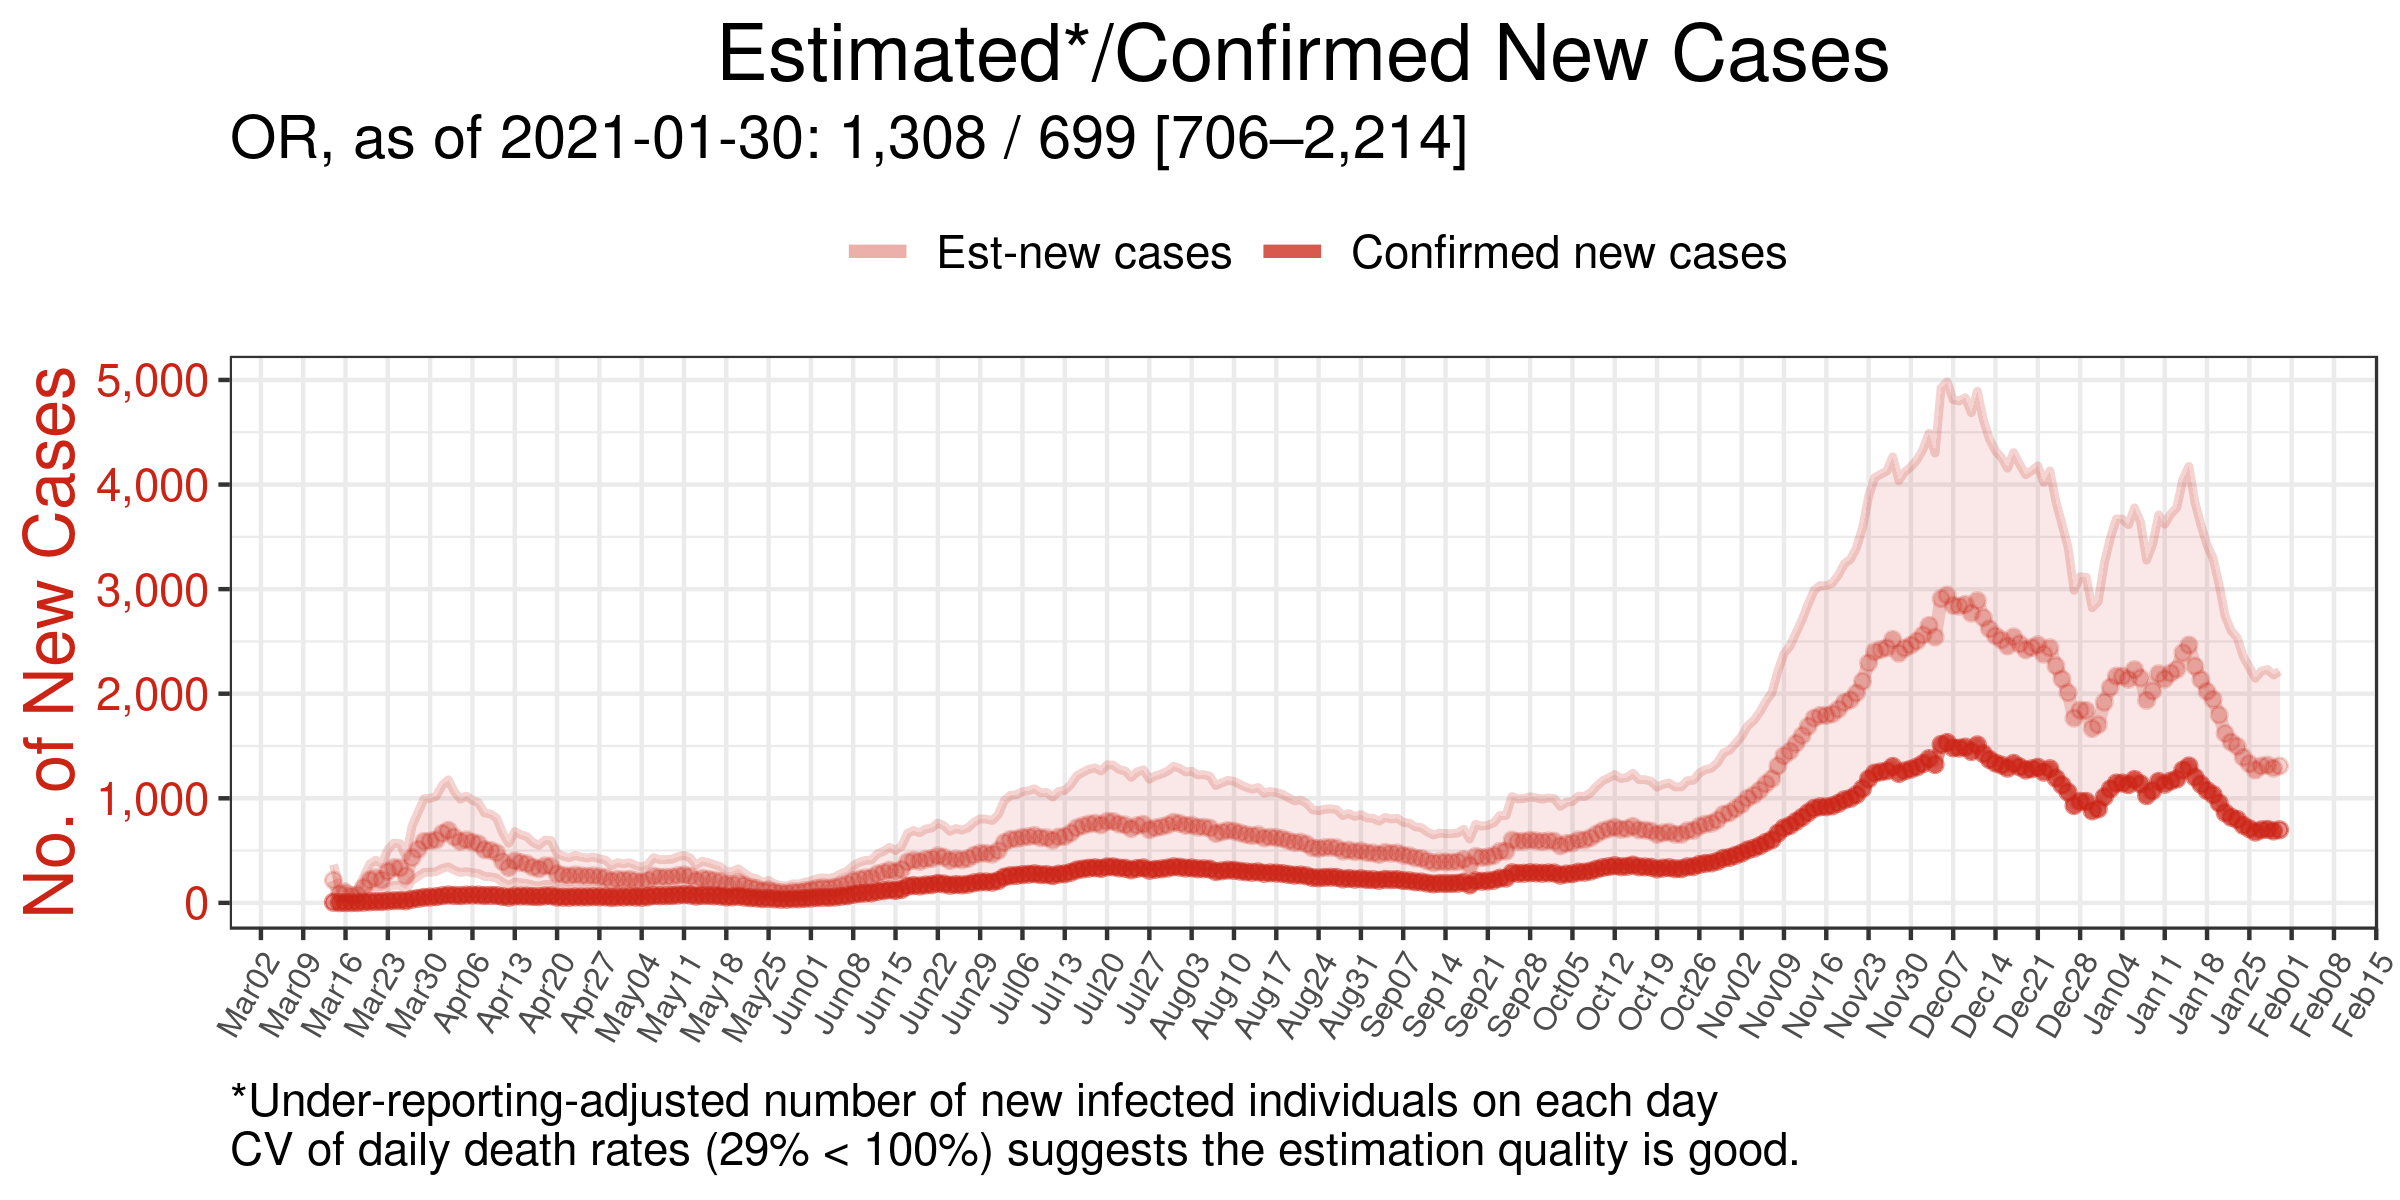 Estimated*/Confirmed New Cases
OR, as of 2021-01-30: 1,308 / 699 [706–2,214]
Est-new cases Confirmed new cases
No. of New Cases
5,000
4,000
3,000
2,000
1,000
0
Mar02 Mar09 Mar16 Mar23 Mar30 Apr06 Apr13 Apr20 Apr27 May04 May11 May18 May25 Jun01 Jun08 Jun15 Jun22 Jun29 Jul06 Jul13 Jul20 Jul27 Aug03 Aug10 Aug17 Aug24 Aug31 Sep07 Sep14 Sep21 Sep28 Oct05 Oct12 Oct19 Oct26 Nov02 Nov09 Nov16 Nov23 Nov30 Dec07 Dec14 Dec21 Dec28 Jan04 Jan11 Jan18 Jan25 Feb01 Feb08 Feb15
*Under-reporting-adjusted number of new infected individuals on each day
CV of daily death rates (29% < 100%) suggests the estimation quality is good.